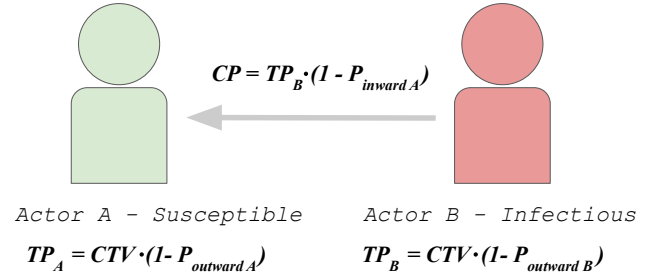 CP = TP_B·(1 - P_inward A)
Actor A - Susceptible
Actor B - Infectious
TP_A = CTV·(1- P_outward A)
TP_B = CTV·(1- P_outward B)